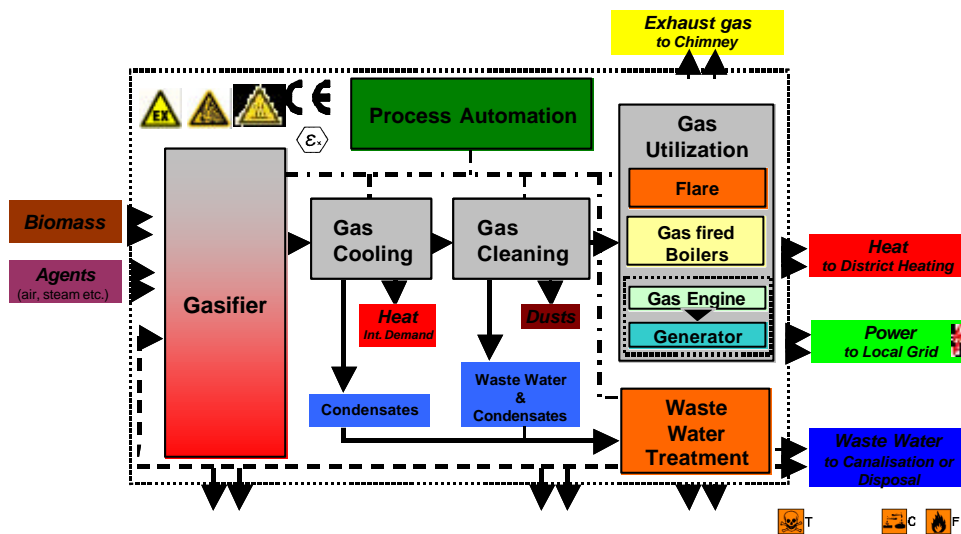 Exhaust gas
to Chimney
EX
CE
εx
Process Automation
Gas
Utilization
Flare
Gas fired
Boilers
Gas Engine
Generator
Biomass
Agents
(air, steam etc.)
Gasifier
Gas
Cooling
Gas
Cleaning
Heat
Int. Demand
Dusts
Condensates
Waste Water
&
Condensates
Waste
Water
Treatment
Heat
to District Heating
Power
to Local Grid
Waste Water
to Canalisation or
Disposal
T
C
F